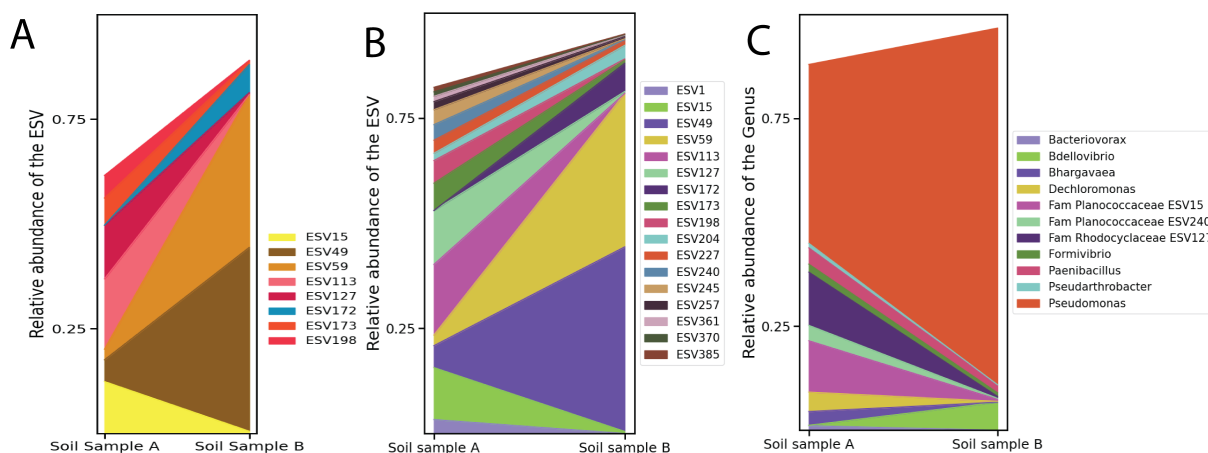 A
Relative abundance of the ESV
0.75
0.25
Soil Sample A
Soil Sample B
ESV15
ESV49
ESV59
ESV113
ESV127
ESV172
ESV173
ESV198
B
Relative abundance of the ESV
0.75
0.25
Soil sample A
Soil sample B
ESV1
ESV15
ESV49
ESV59
ESV113
ESV127
ESV172
ESV173
ESV198
ESV204
ESV227
ESV240
ESV245
ESV257
ESV361
ESV370
ESV385
C
Relative abundance of the Genus
0.75
0.25
Soil sample A
Soil sample B
Bacteriovorax
Bdellovibrio
Bhargavaea
Dechloromonas
Fam Planococcaceae ESV15
Fam Planococcaceae ESV240
Fam Rhodocyclaceae ESV127
Formivibrio
Paenibacillus
Pseudarthrobacter
Pseudomonas